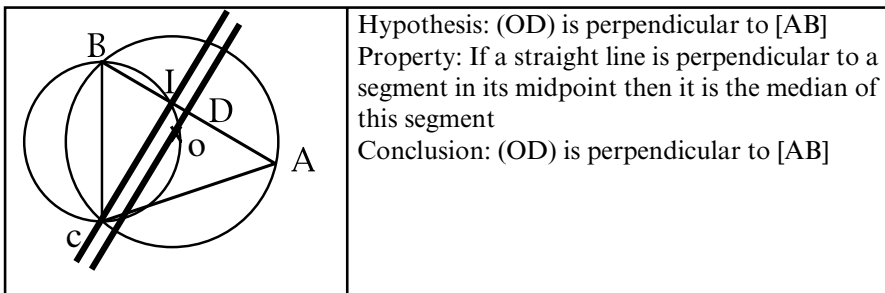 B
I
D
o
A
c
Hypothesis: (OD) is perpendicular to [AB]
Property: If a straight line is perpendicular to a
segment in its midpoint then it is the median of
this segment
Conclusion: (OD) is perpendicular to [AB]